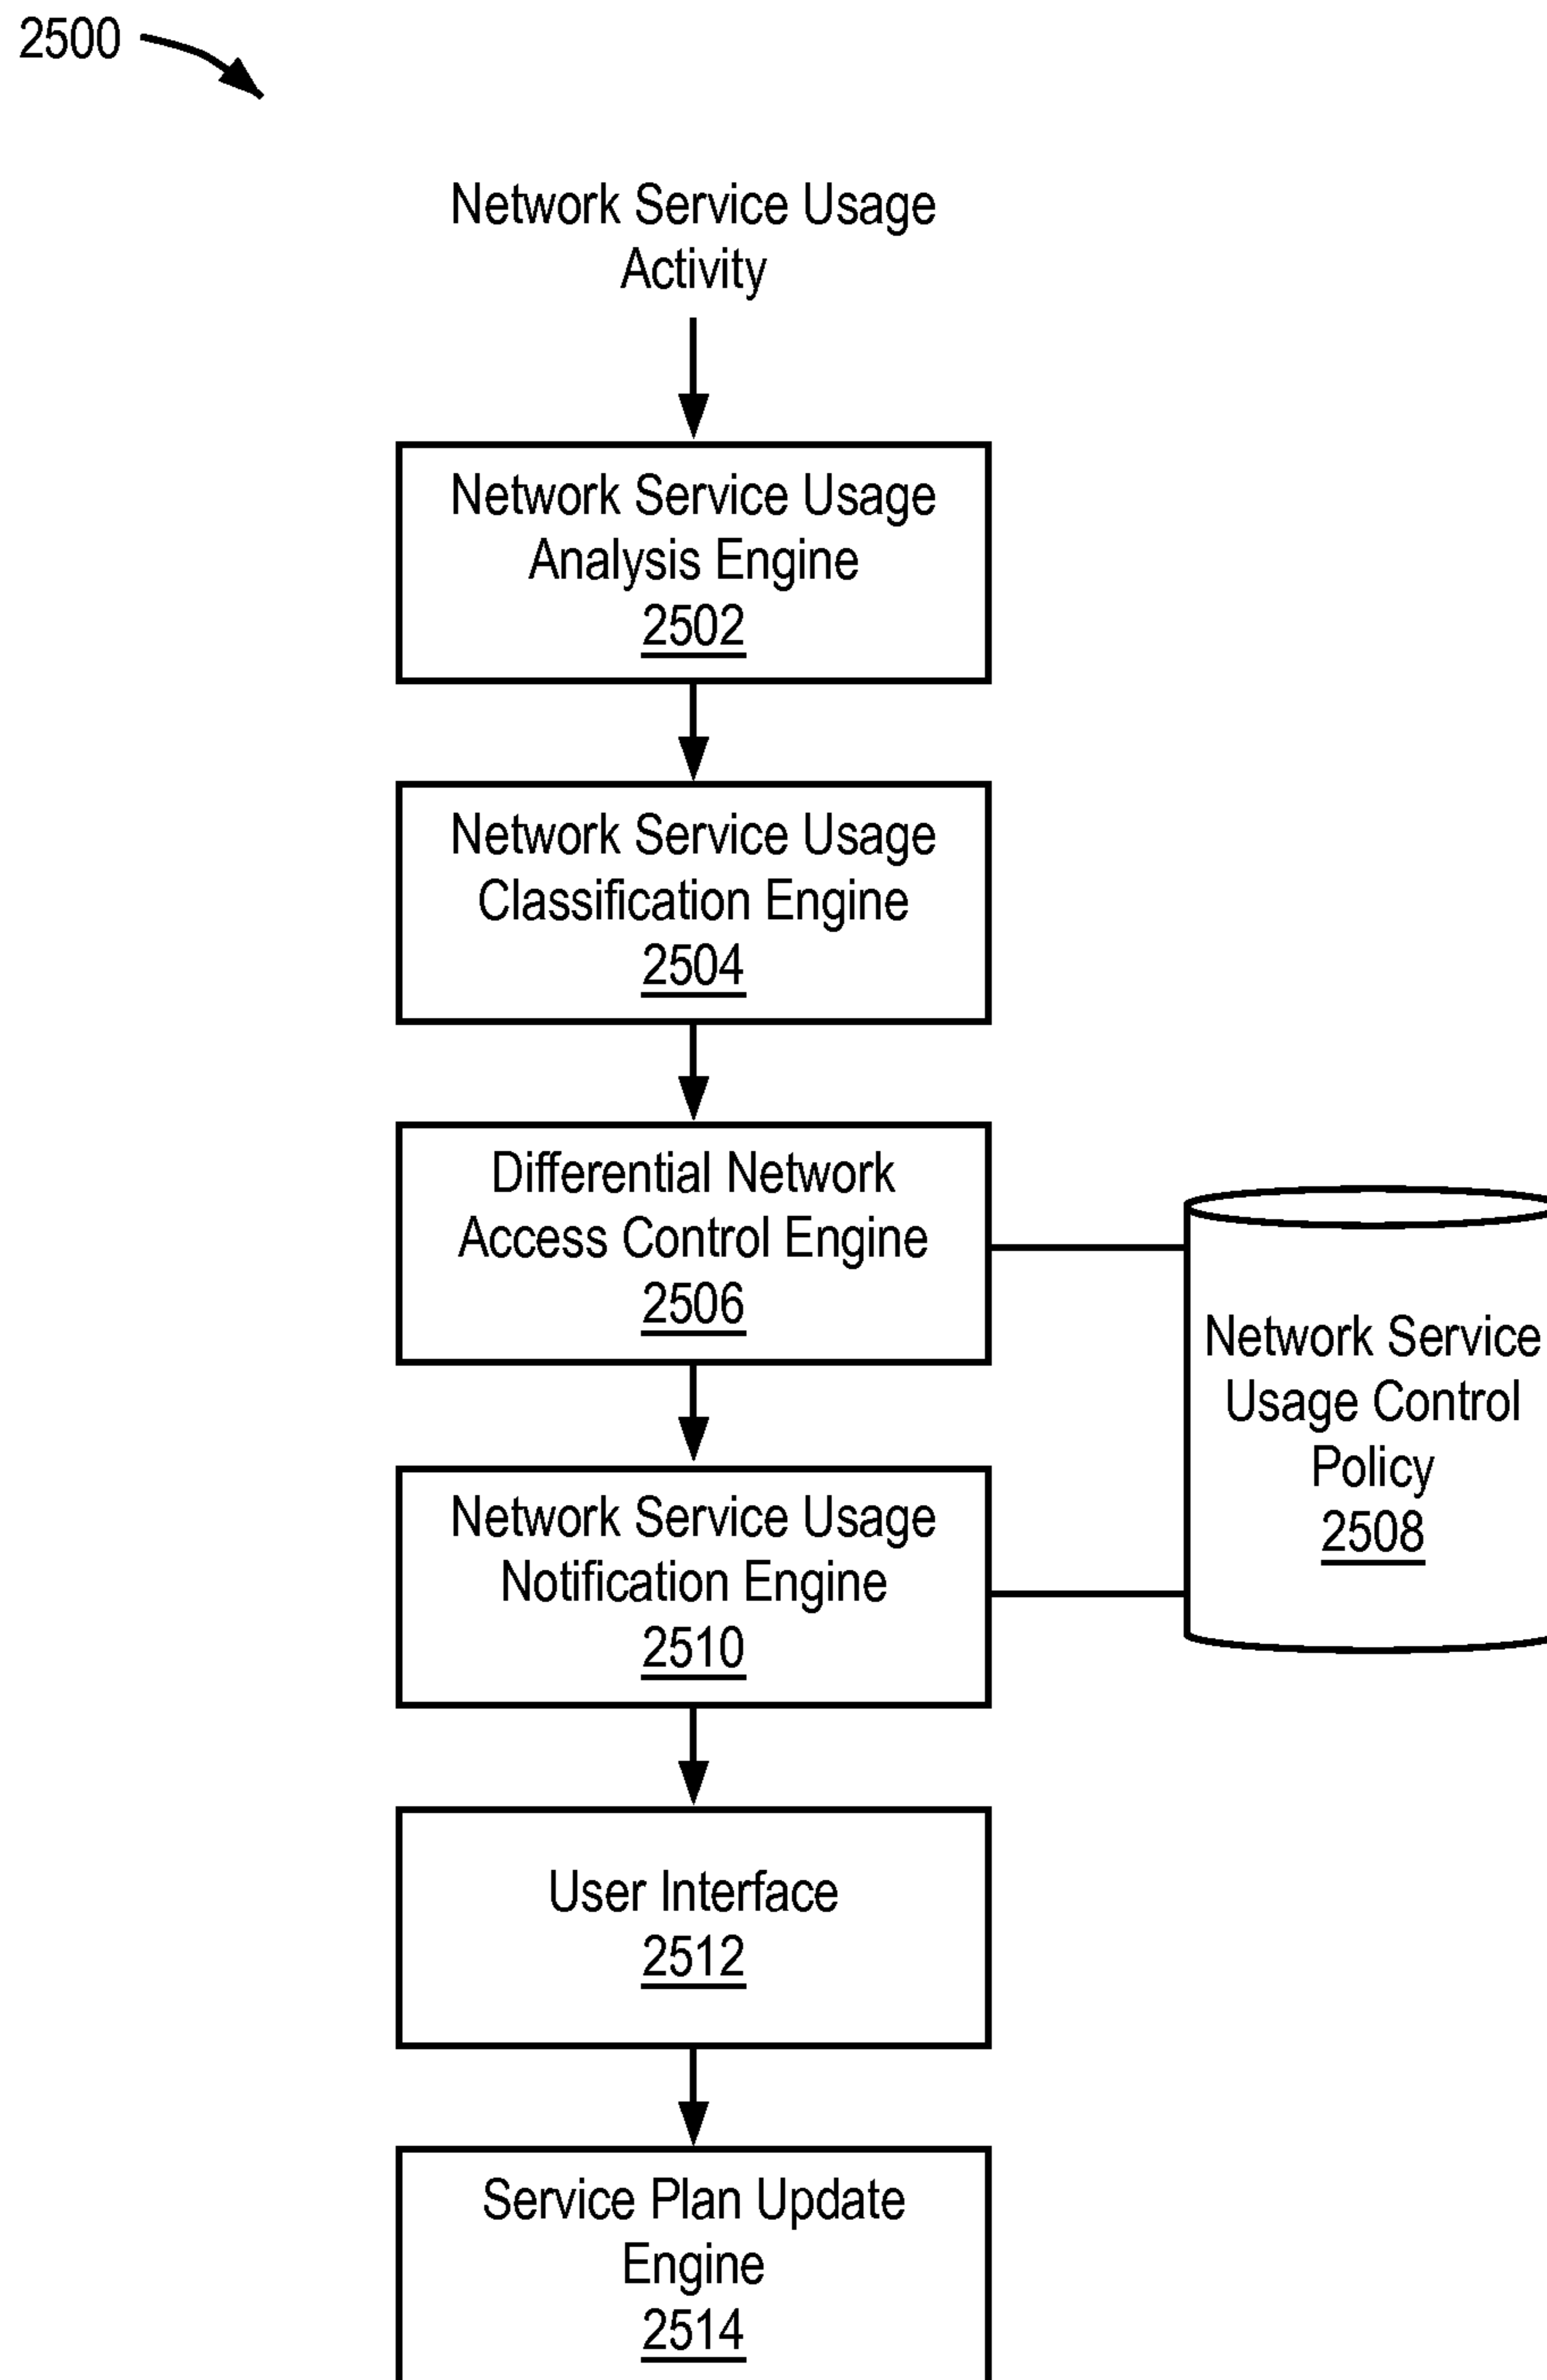 2500
Network Service Usage
Activity
Network Service Usage
Analysis Engine
2502
Network Service Usage
Classification Engine
2504
Differential Network
Access Control Engine
2506
Network Service
Usage Control
Policy
2508
Network Service Usage
Notification Engine
2510
User Interface
2512
Service Plan Update
Engine
2514